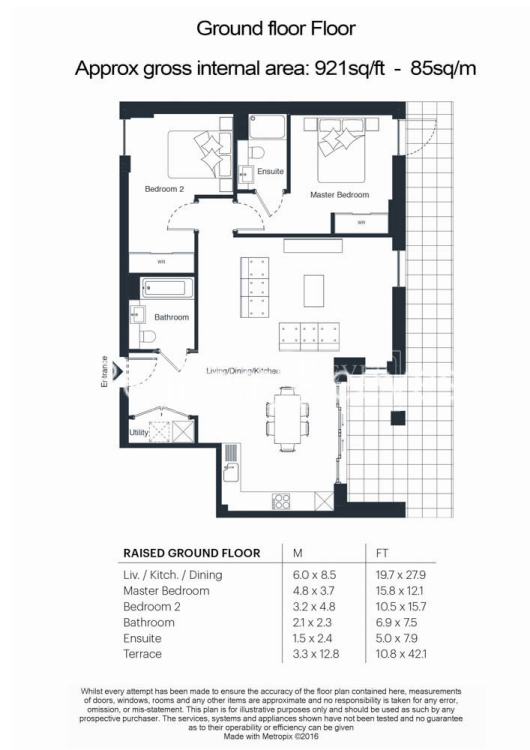 Ground floor Floor
Approx gross internal area: 921sq/ft - 85sq/m
Ensuite
Bedroom 2
Master Bedroom
WR
WR
Bathroom
Entrance
Living/Dining/Kitchen
Utility
RAISED GROUND FLOOR M FT
Liv. / Kitch. / Dining 6.0 x 8.5 19.7 x 27.9
Master Bedroom 4.8 x 3.7 15.8 x 12.1
Bedroom 2 3.2 x 4.8 10.5 x 15.7
Bathroom 2.1 x 2.3 6.9 x 7.5
Ensuite 1.5 x 2.4 5.0 x 7.9
Terrace 3.3 x 12.8 10.8 x 42.1
Whilst every attempt has been made to ensure the accuracy of the floor plan contained here, measurements
of doors, windows, rooms and any other items are approximate and no responsibility is taken for any error,
omission, or mis-statement. This plan is for illustrative purposes only and should be used as such by any
prospective purchaser. The services, systems and appliances shown have not been tested and no guarantee
as to their operability or efficiency can be given
Made with Metropix ©2016